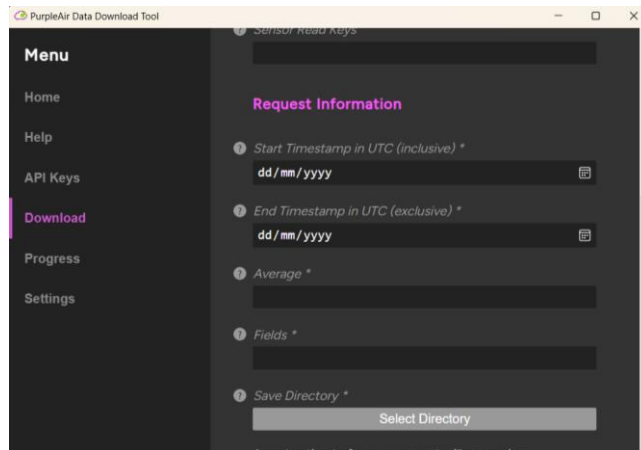 PurpleAir Data Download Tool
Menu
Home
Help
API Keys
Download
Progress
Settings
Sensor Read Keys
Request Information
Start Timestamp in UTC (inclusive) *
dd/mm/yyyy
End Timestamp in UTC (exclusive) *
dd/mm/yyyy
Average *
Fields *
Save Directory *
Select Directory